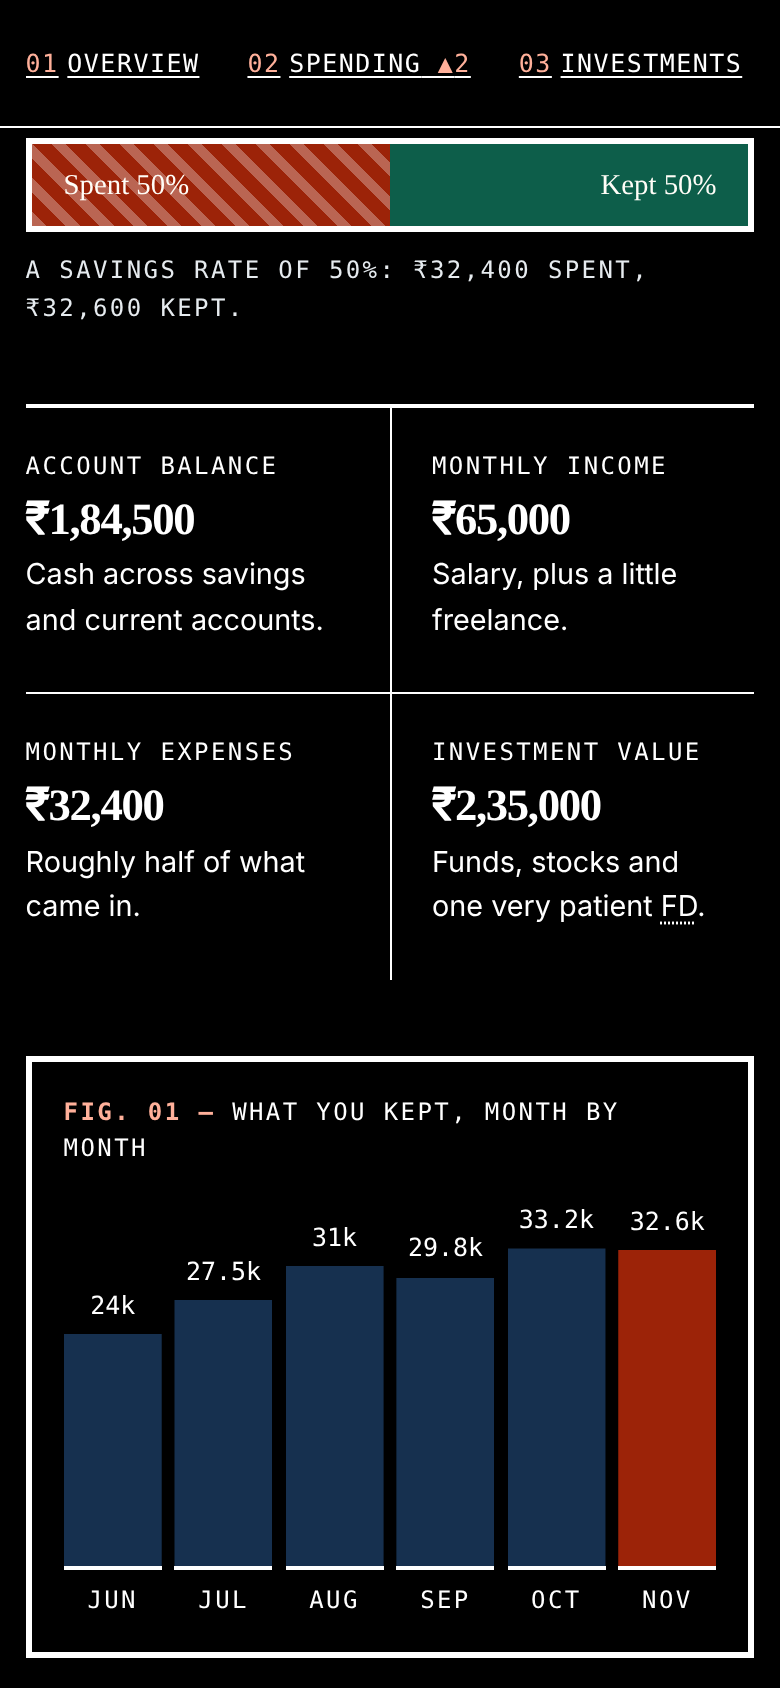 01 OVERVIEW 02 SPENDING ▲2 03 INVESTMENTS
Spent 50% Kept 50%
A SAVINGS RATE OF 50%: ₹32,400 SPENT,
₹32,600 KEPT.
ACCOUNT BALANCE
₹1,84,500
Cash across savings
and current accounts.
MONTHLY INCOME
₹65,000
Salary, plus a little
freelance.
MONTHLY EXPENSES
₹32,400
Roughly half of what
came in.
INVESTMENT VALUE
₹2,35,000
Funds, stocks and
one very patient FD.
FIG. 01 — WHAT YOU KEPT, MONTH BY
MONTH
24k 27.5k 31k 29.8k 33.2k 32.6k
JUN JUL AUG SEP OCT NOV